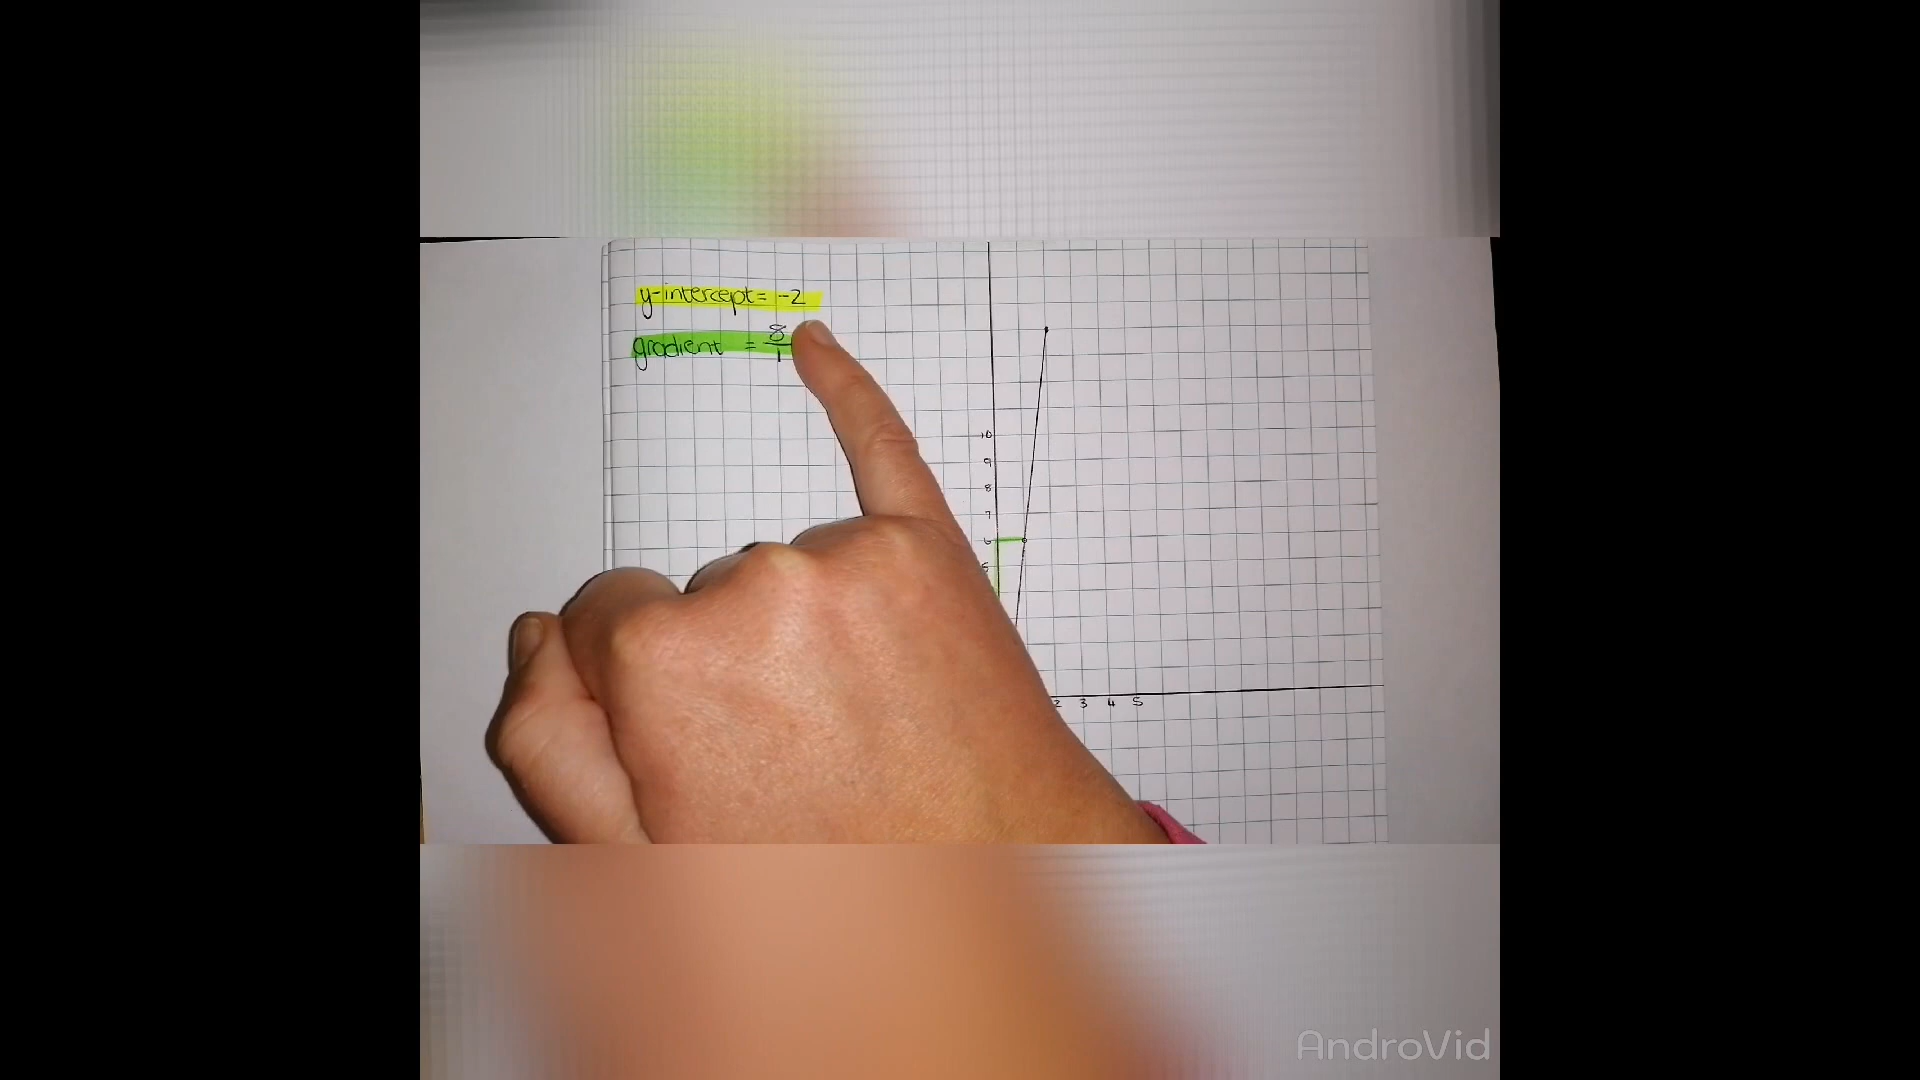 y-intercept = -2
gradient = 8/1
10
9
8
7
6
5
2 3 4 5
AndroVid